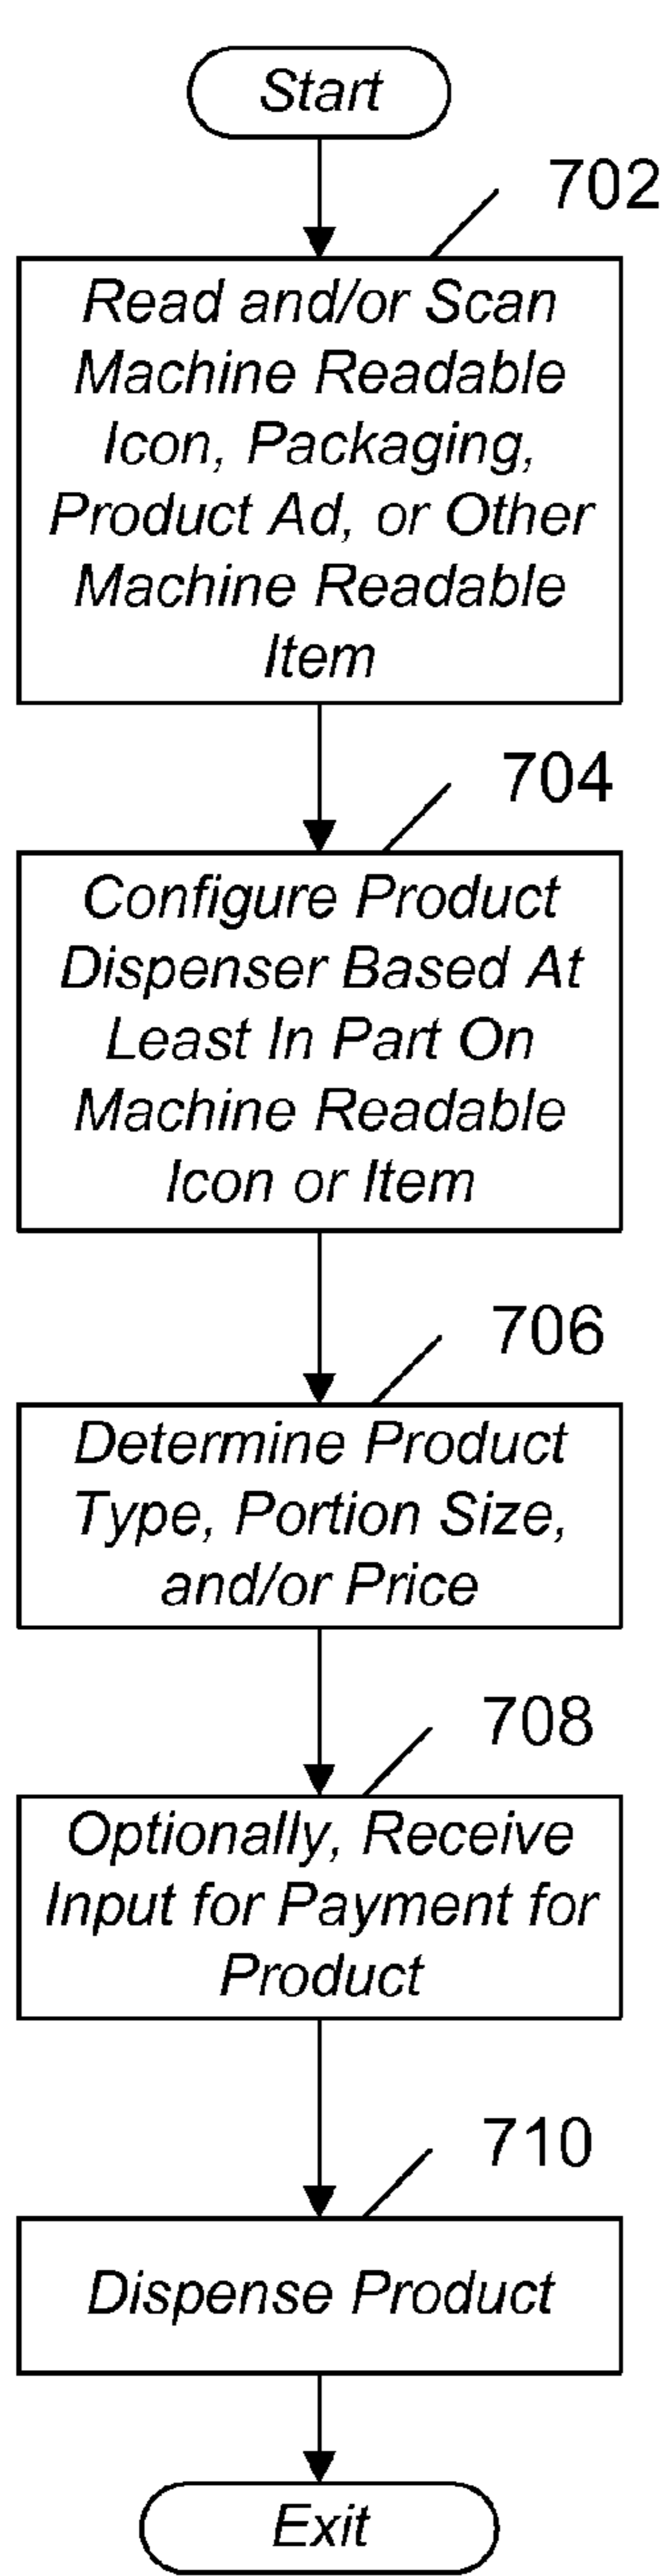 Start
702
Read and/or Scan
Machine Readable
Icon, Packaging,
Product Ad, or Other
Machine Readable
Item
704
Configure Product
Dispenser Based At
Least In Part On
Machine Readable
Icon or Item
706
Determine Product
Type, Portion Size,
and/or Price
708
Optionally, Receive
Input for Payment for
Product
710
Dispense Product
Exit